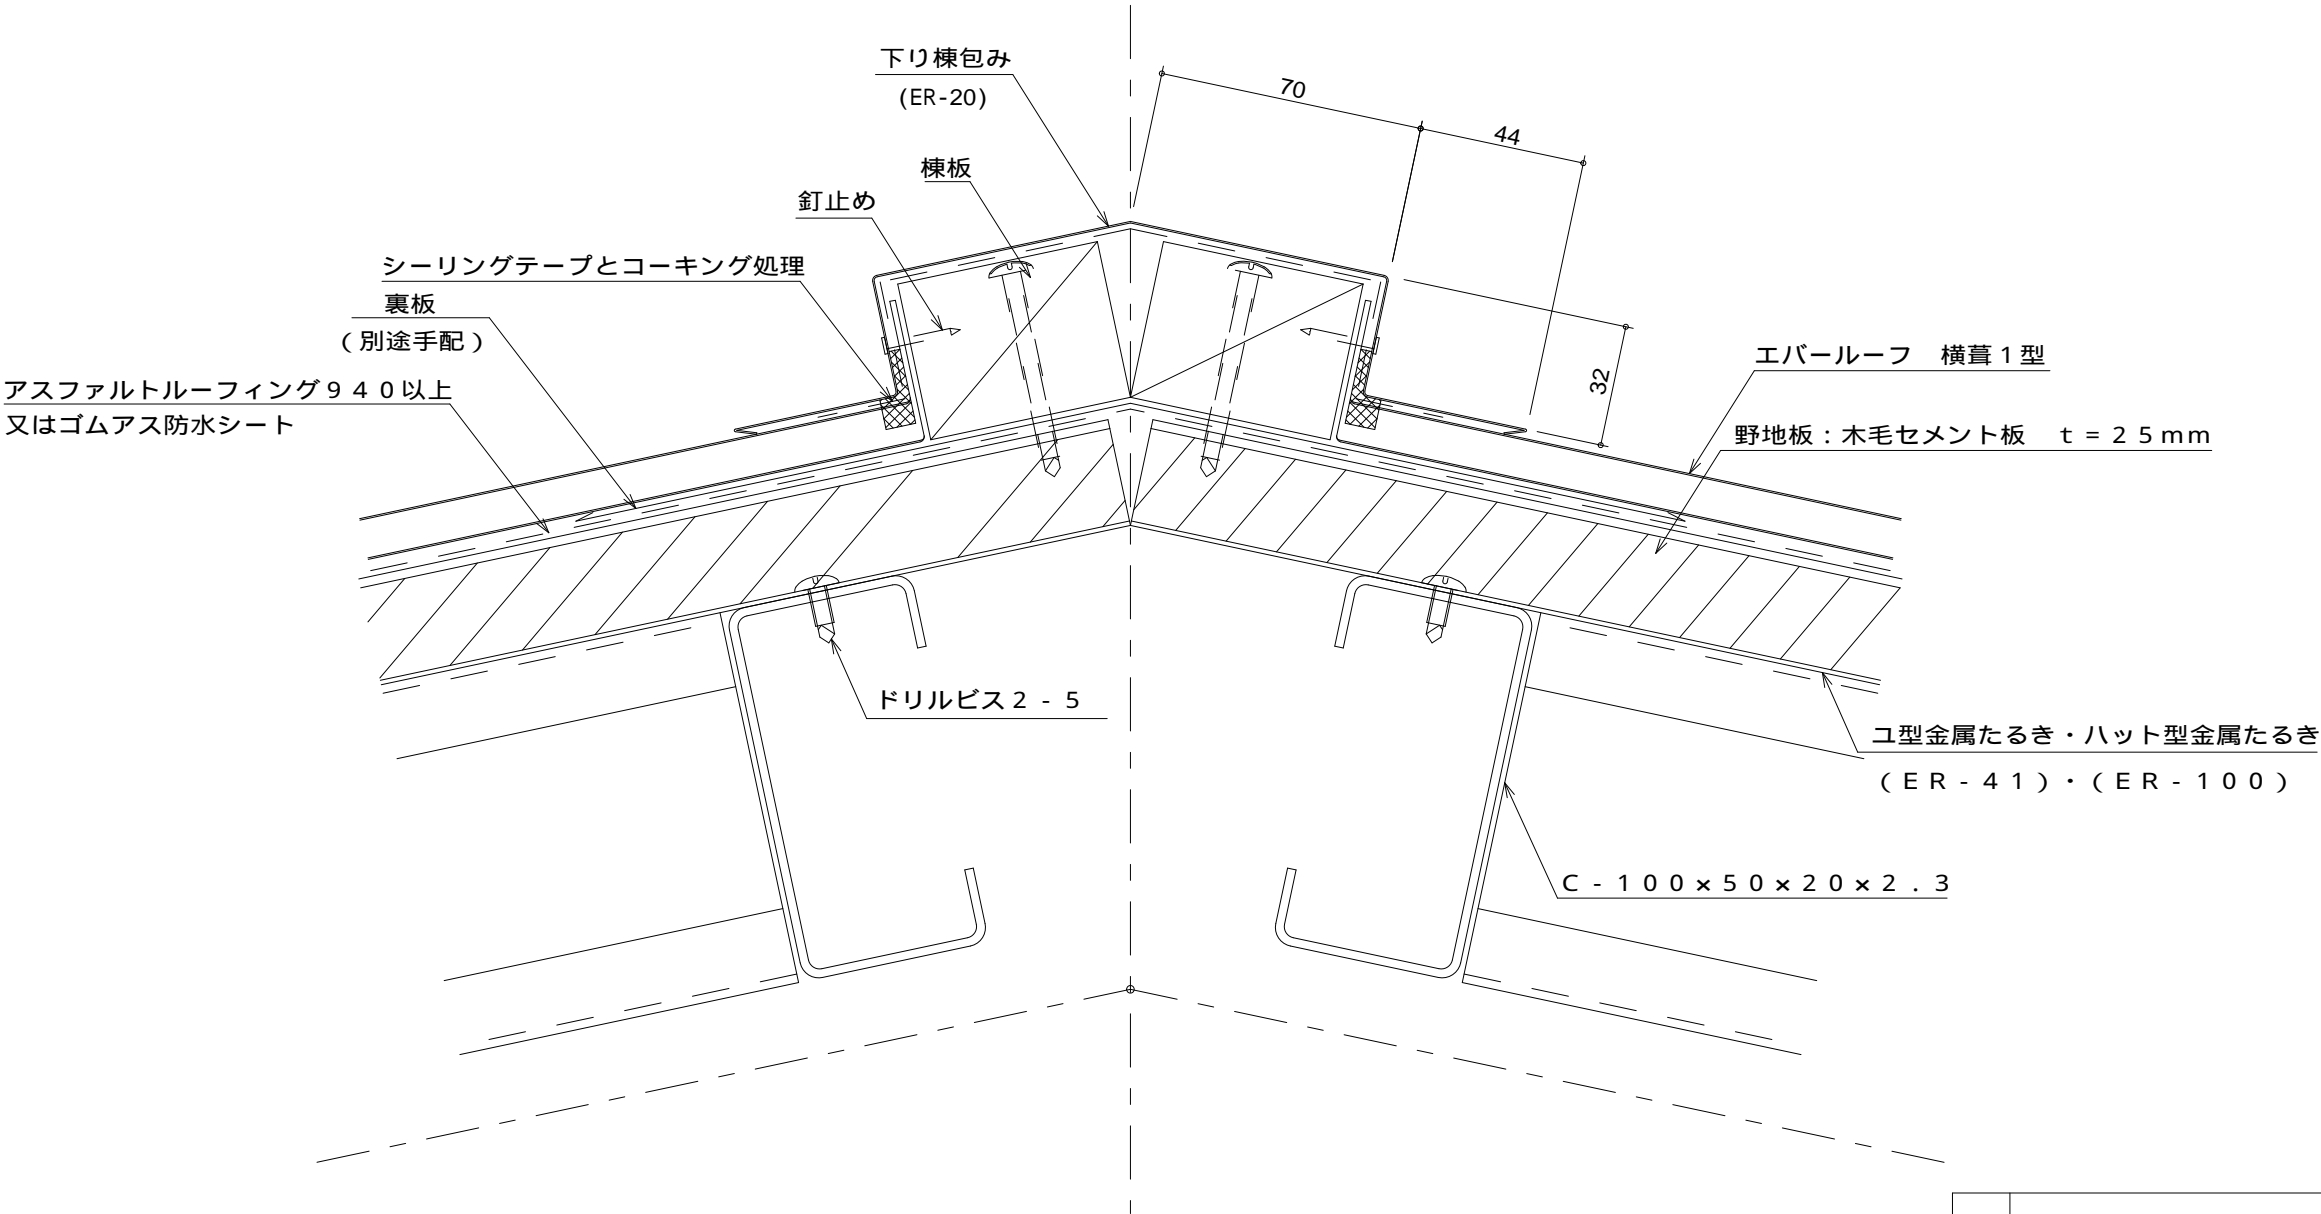 下り棟包み
(ER-20)
70
44
棟板
釘止め
シーリングテープとコーキング処理
裏板
(別途手配)
32
エバールーフ 横葺1型
アスファルトルーフィング940以上
又はゴムアス防水シート
野地板:木毛セメント板 t=25mm
ドリルビス2-5
コ型金属たるき・ハット型金属たるき
(ER-41)・(ER-100)
C-100×50×20×2.3